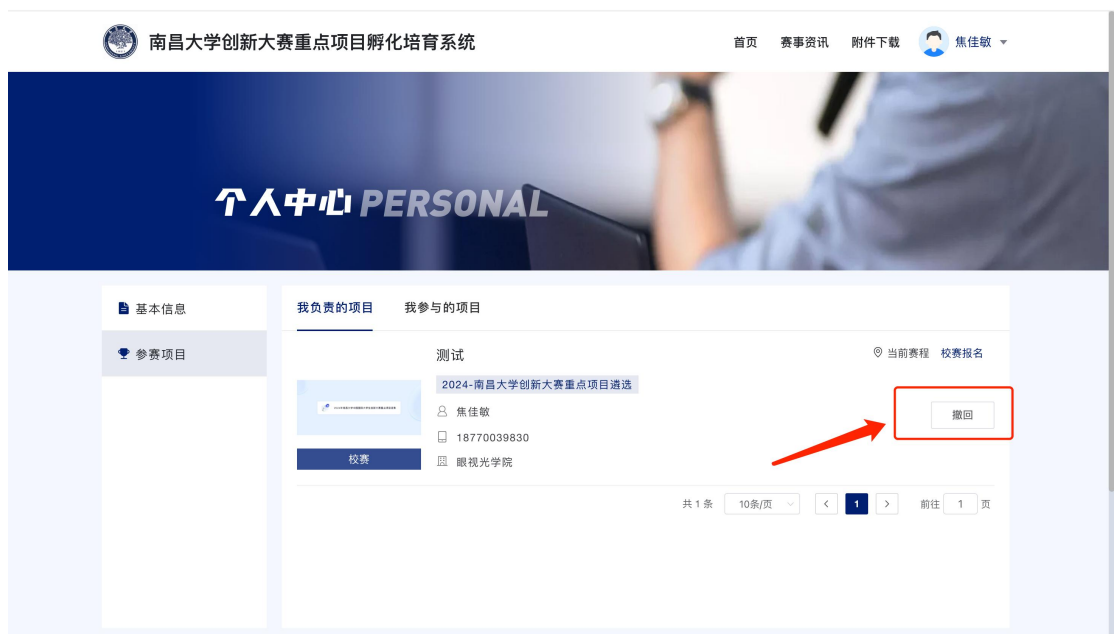 南昌大学创新大赛重点项目孵化培育系统
首页 赛事资讯 附件下载 焦佳敏
个人中心 PERSONAL
基本信息
参赛项目
我负责的项目 我参与的项目
测试
当前赛程 校赛报名
2024-南昌大学创新大赛重点项目遴选
焦佳敏
撤回
18770039830
校赛
眼视光学院
共 1 条 10条/页 1 前往 1 页